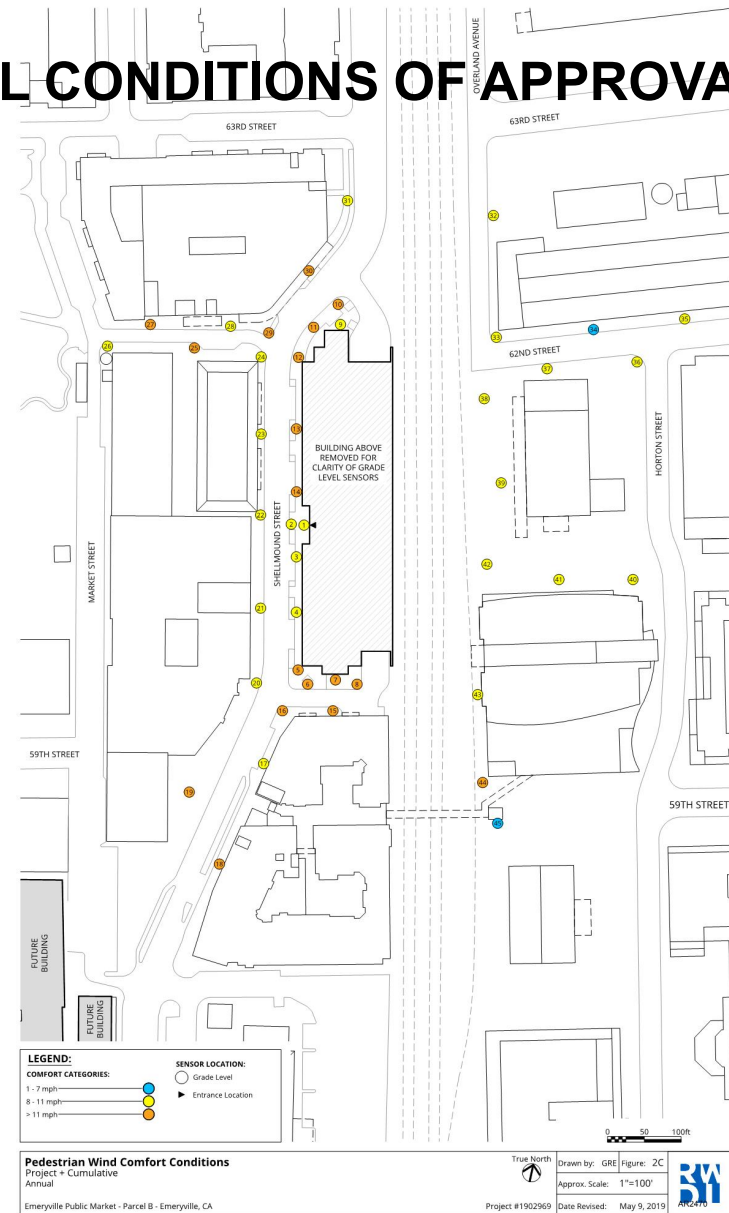 L CONDITIONS OF APPROVA
OVERLAND AVENUE
63RD STREET
63RD STREET
31
32
30
10
27
28
11
9
29
34
35
26
25
24
12
33
62ND STREET
36
37
38
23
13
BUILDING ABOVE
REMOVED FOR
CLARITY OF GRADE
LEVEL SENSORS
HORTON STREET
14
39
22
2
1
SHELLMOUND STREET
MARKET STREET
3
42
41
40
21
4
5
6
7
8
20
43
16
15
59TH STREET
17
44
19
59TH STREET
45
18
FUTURE
BUILDING
FUTURE
BUILDING
LEGEND:
COMFORT CATEGORIES:
1 - 7 mph
8 - 11 mph
> 11 mph
SENSOR LOCATION:
Grade Level
Entrance Location
0 50 100ft
Pedestrian Wind Comfort Conditions
Project + Cumulative
Annual
Emeryville Public Market - Parcel B - Emeryville, CA
True North
Project #1902969
Drawn by: GRE Figure: 2C
Approx. Scale: 1"=100'
Date Revised: May 9, 2019
RWDI
AR2470